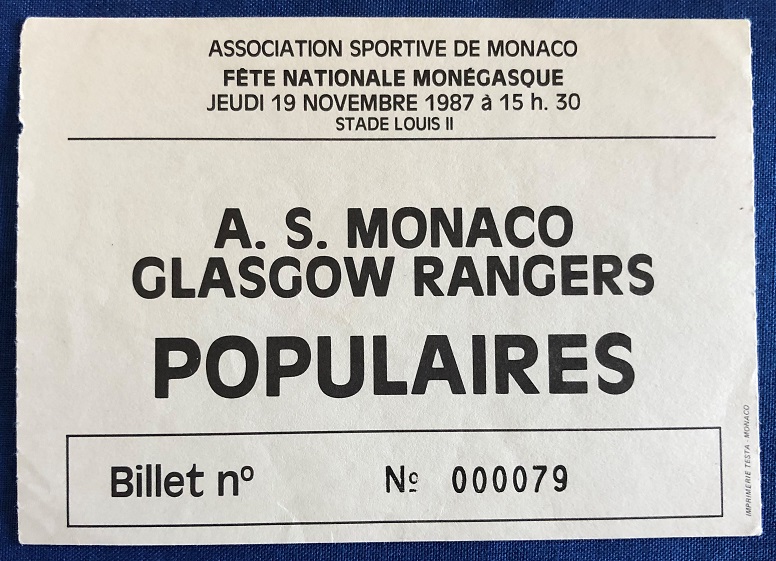 ASSOCIATION SPORTIVE DE MONACO
FÊTE NATIONALE MONÉGASQUE
JEUDI 19 NOVEMBRE 1987 à 15 h. 30
STADE LOUIS II
A. S. MONACO
GLASGOW RANGERS
POPULAIRES
Billet nº Nº 000079
IMPRIMERIE TESTA - MONACO